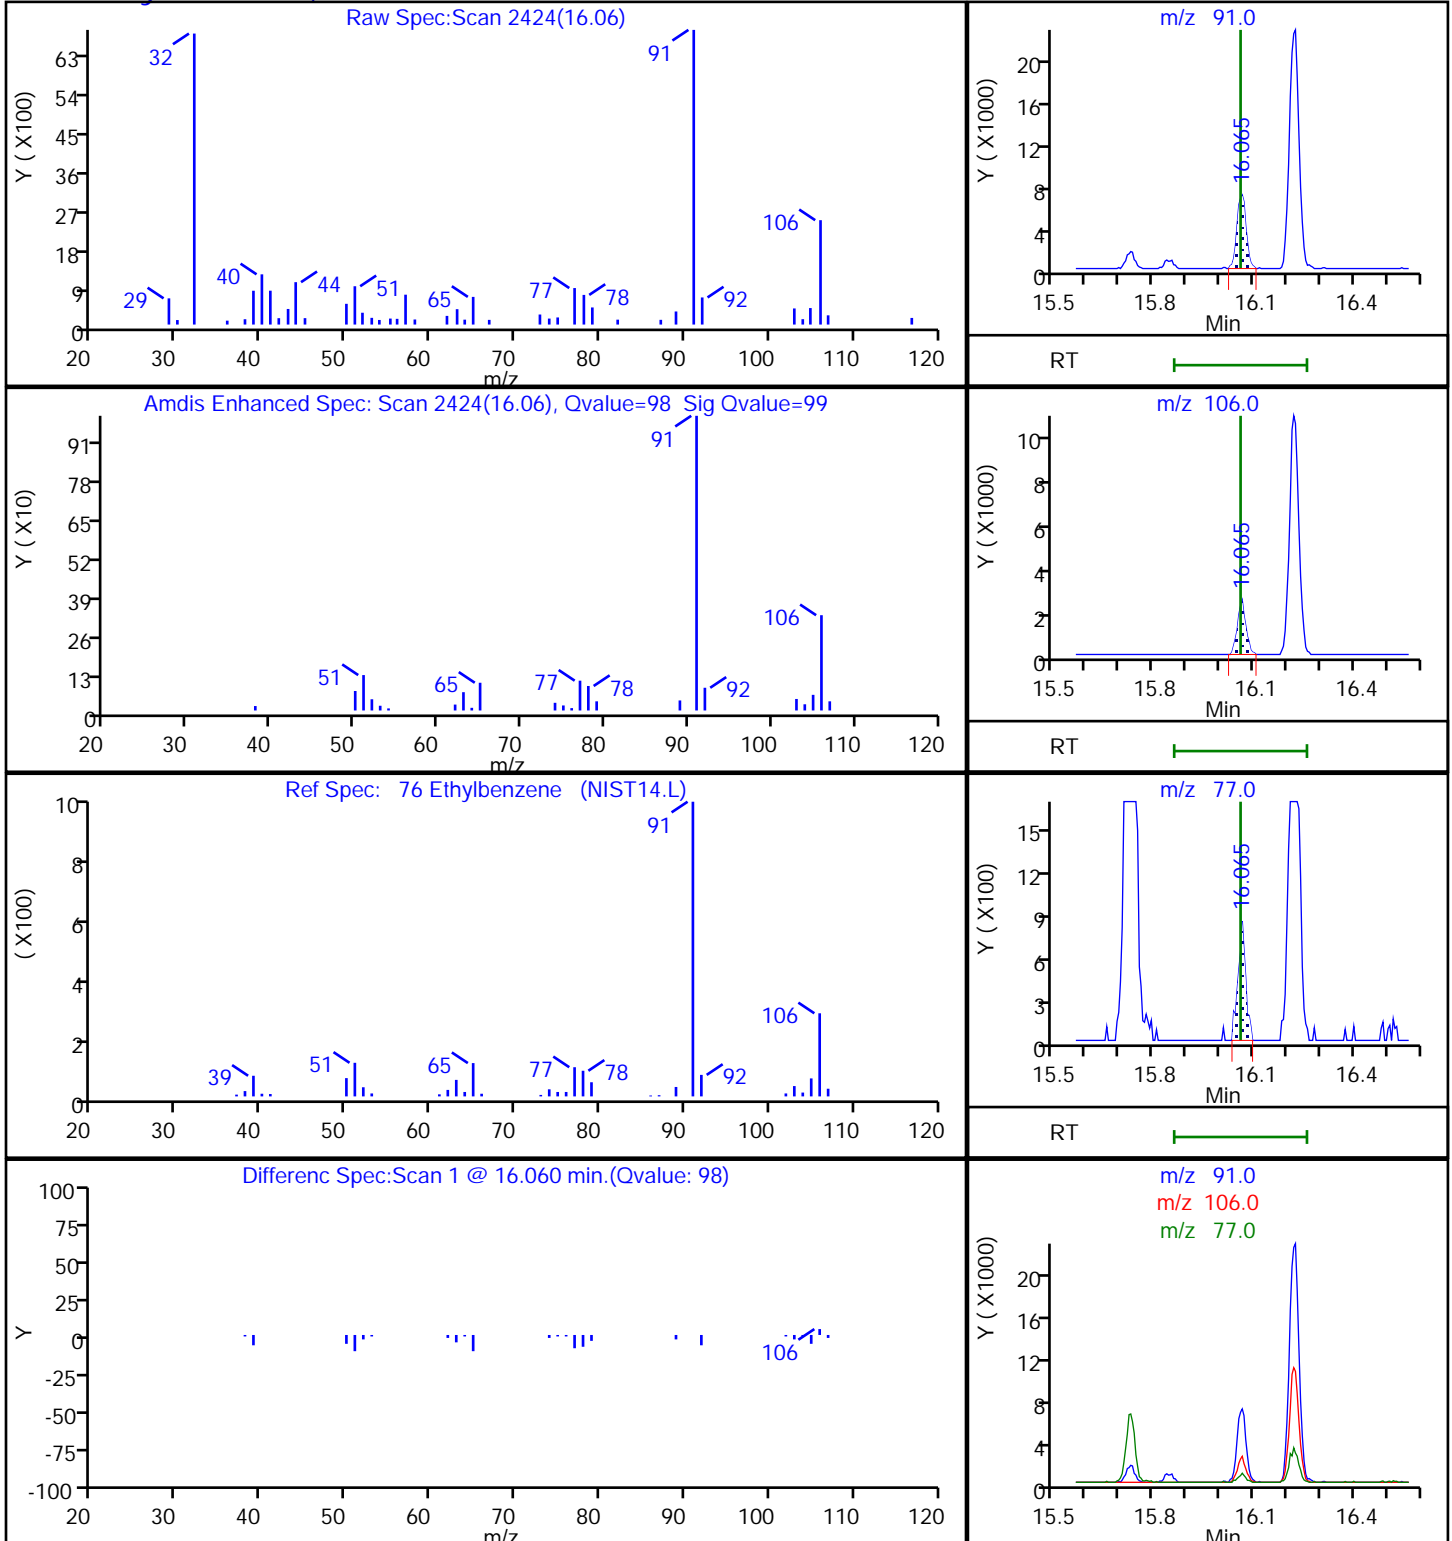 Raw Spec:Scan 2424(16.06)
Y ( X100)
63
54
45
36
27
18
9
0
32
91
106
40
44
51
29
65
77
78
92
20 30 40 50 60 70 80 90 100 110 120
m/z
m/z 91.0
Y ( X1000)
20
16
12
8
4
0
16.065
15.5 15.8 16.1 16.4
Min
RT
Amdis Enhanced Spec: Scan 2424(16.06), Qvalue=98 Sig Qvalue=99
Y ( X10)
91
78
65
52
39
26
13
0
91
106
51
65
77
78
92
20 30 40 50 60 70 80 90 100 110 120
m/z
m/z 106.0
Y ( X1000)
10
8
6
4
2
0
16.065
15.5 15.8 16.1 16.4
Min
RT
Ref Spec: 76 Ethylbenzene (NIST14.L)
( X100)
10
8
6
4
2
0
91
106
39
51
65
77
78
92
20 30 40 50 60 70 80 90 100 110 120
m/z 77.0
Y ( X100)
15
12
9
6
3
0
16.065
15.5 15.8 16.1 16.4
Min
RT
Differenc Spec:Scan 1 @ 16.060 min.(Qvalue: 98)
Y
100
75
50
25
0
-25
-50
-75
-100
106
20 30 40 50 60 70 80 90 100 110 120
m/z
m/z 91.0
m/z 106.0
m/z 77.0
Y ( X1000)
20
16
12
8
4
0
15.5 15.8 16.1 16.4
Min